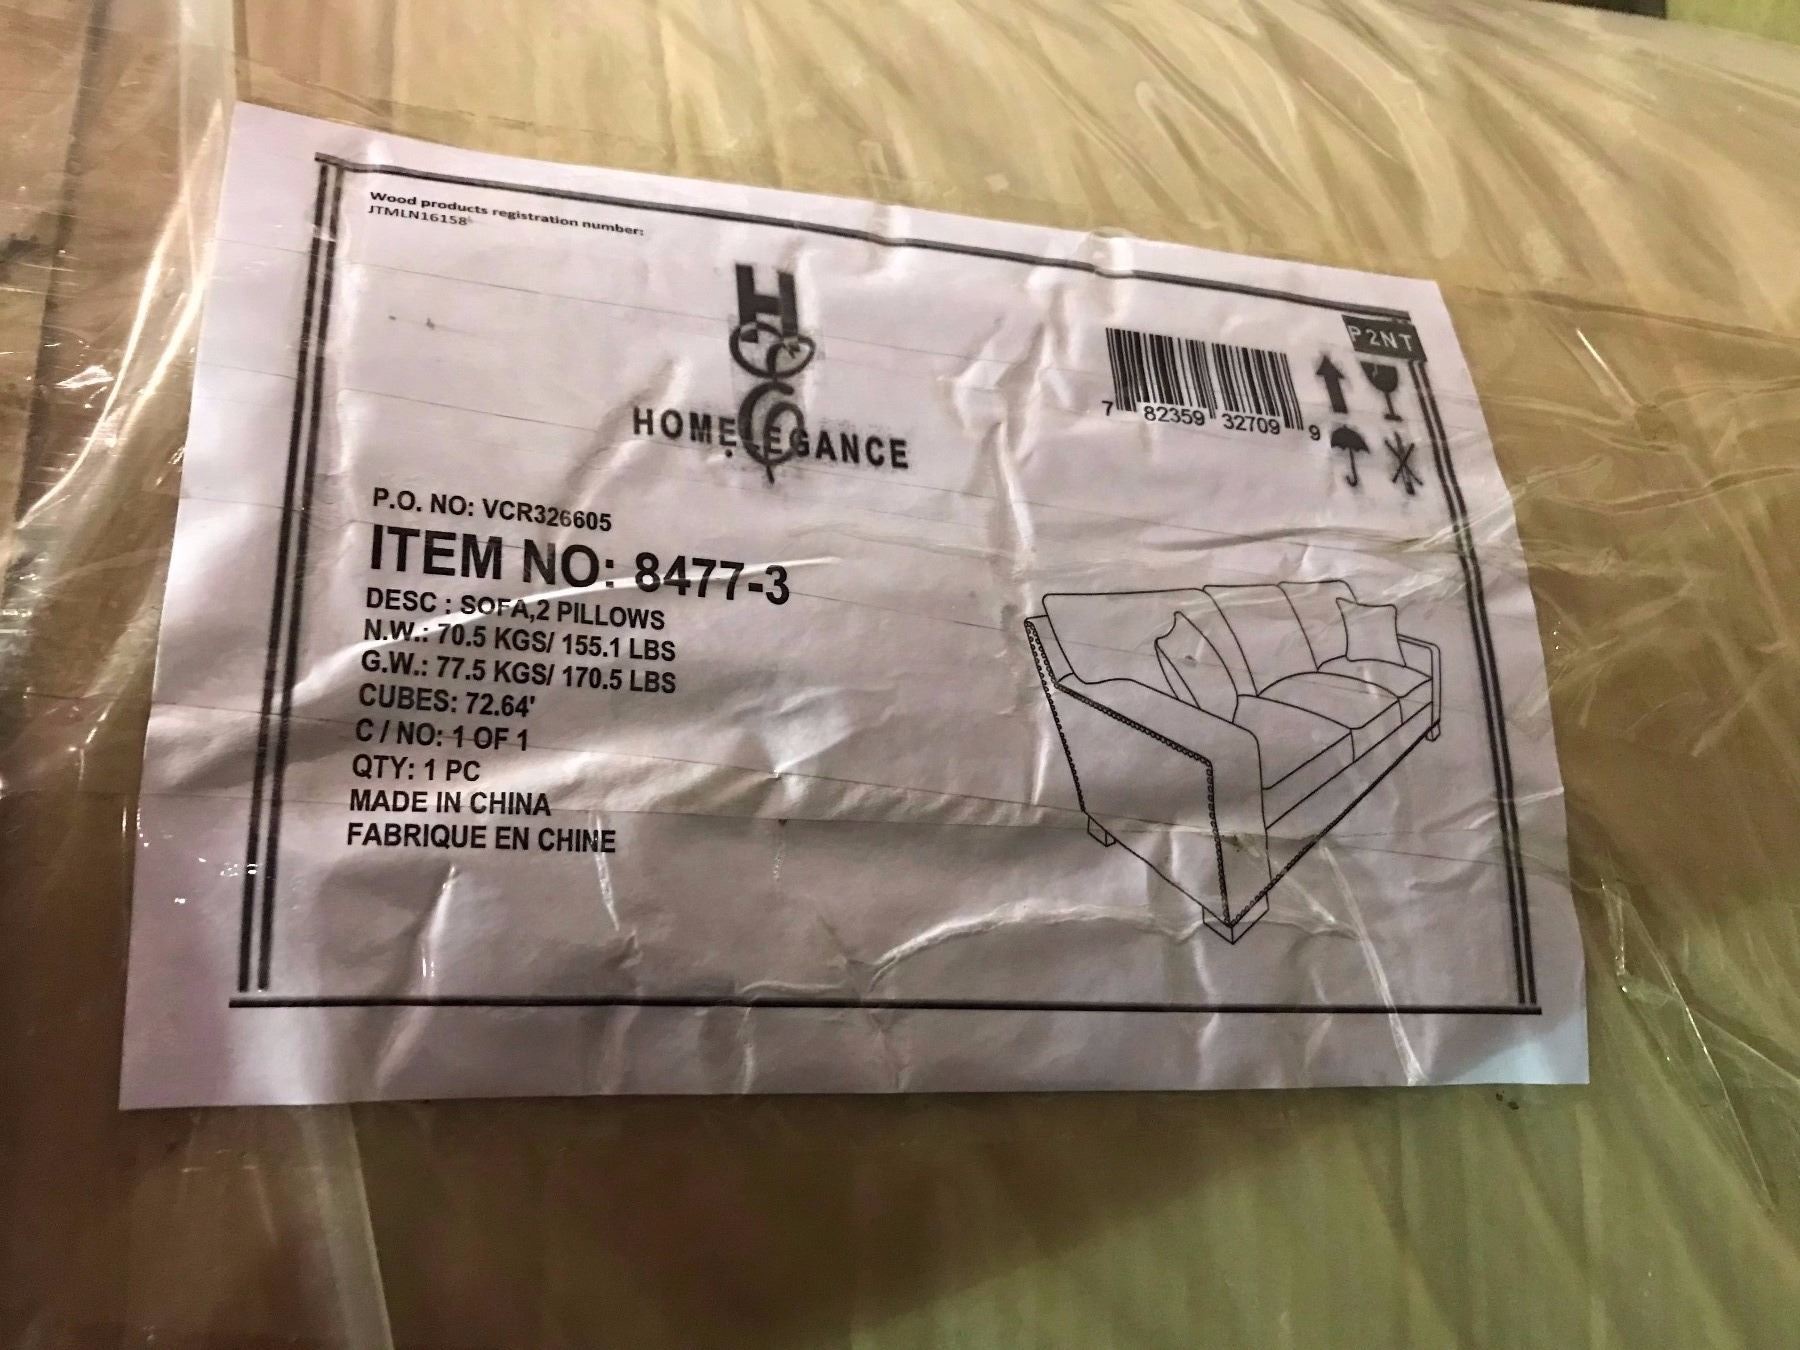 Wood products registration number:
JTMLN16158
HOMELEGANCE
P2NT
7 82359 32709 9
P.O. NO: VCR326605
ITEM NO: 8477-3
DESC : SOFA,2 PILLOWS
N.W.: 70.5 KGS/ 155.1 LBS
G.W.: 77.5 KGS/ 170.5 LBS
CUBES: 72.64'
C / NO: 1 OF 1
QTY: 1 PC
MADE IN CHINA
FABRIQUE EN CHINE